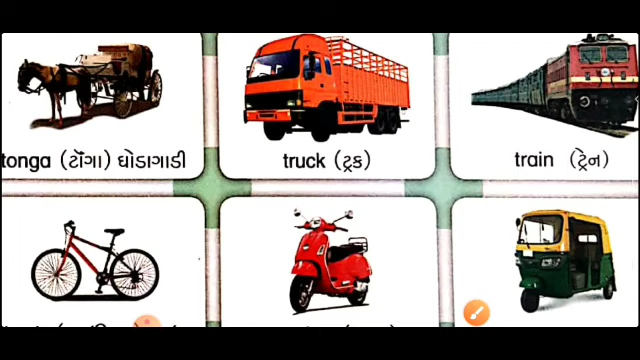 tonga (ટૉંગા) ઘોડાગાડી
truck (ટ્રક)
train (ટ્રેન)